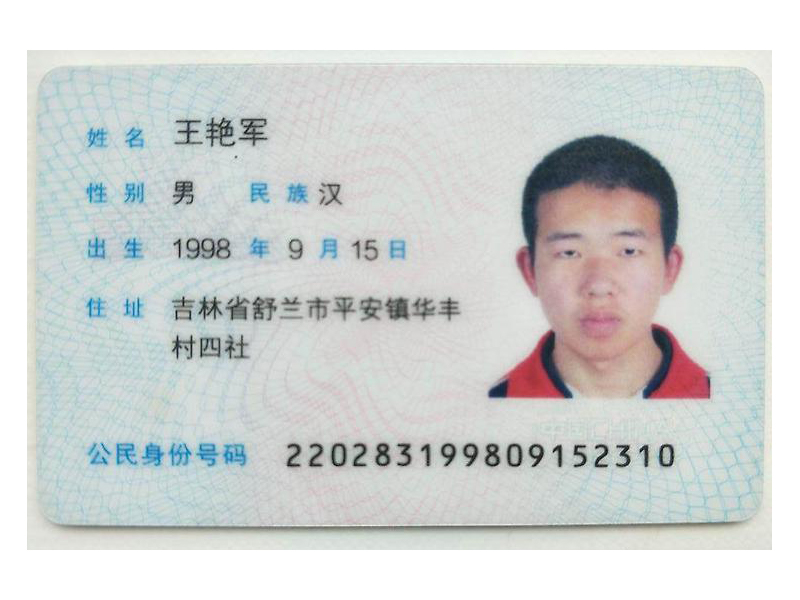 姓名 王艳军
性别 男 民族 汉
出生 1998 年 9 月 15 日
住址 吉林省舒兰市平安镇华丰
村四社
公民身份号码 220283199809152310